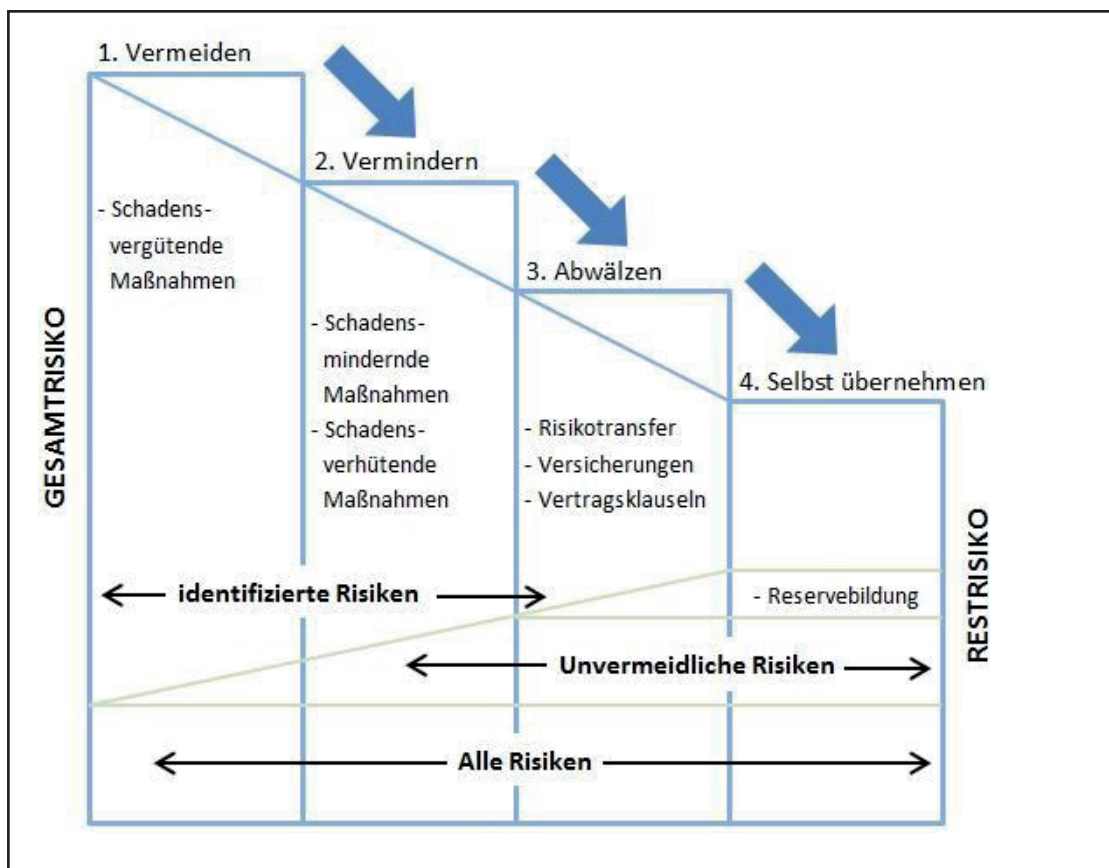 1. Vermeiden
- Schadens-
vergütende
Maßnahmen
2. Vermindern
- Schadens-
mindernde
Maßnahmen
- Schadens-
verhütende
Maßnahmen
3. Abwälzen
- Risikotransfer
- Versicherungen
- Vertragsklauseln
4. Selbst übernehmen
- Reservebildung
GESAMTRISIKO
RESTRISIKO
identifizierte Risiken
Unvermeidliche Risiken
Alle Risiken